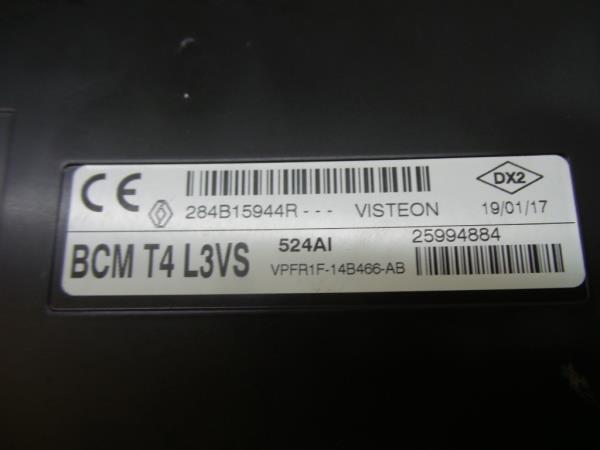 CE
284B15944R--- VISTEON
DX2
19/01/17
BCM T4 L3VS
524AI
VPFR1F-14B466-AB
25994884